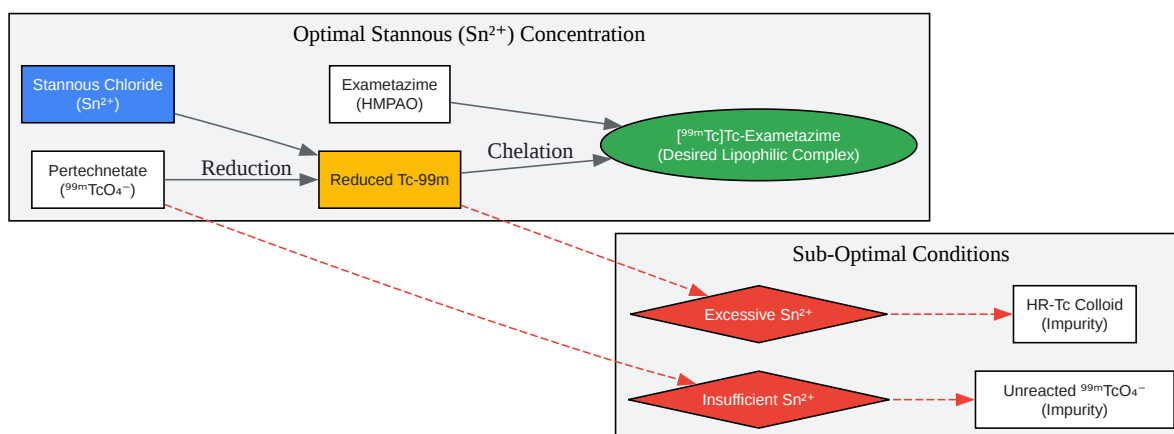 Optimal Stannous (Sn²⁺) Concentration
Stannous Chloride
(Sn²⁺)
Exametazime
(HMPAO)
[⁹⁹ᵐTc]Tc-Exametazime
(Desired Lipophilic Complex)
Pertechnetate
(⁹⁹ᵐTcO₄⁻)
Reduction
Reduced Tc-99m
Chelation
Sub-Optimal Conditions
Excessive Sn²⁺
HR-Tc Colloid
(Impurity)
Insufficient Sn²⁺
Unreacted ⁹⁹ᵐTcO₄⁻
(Impurity)